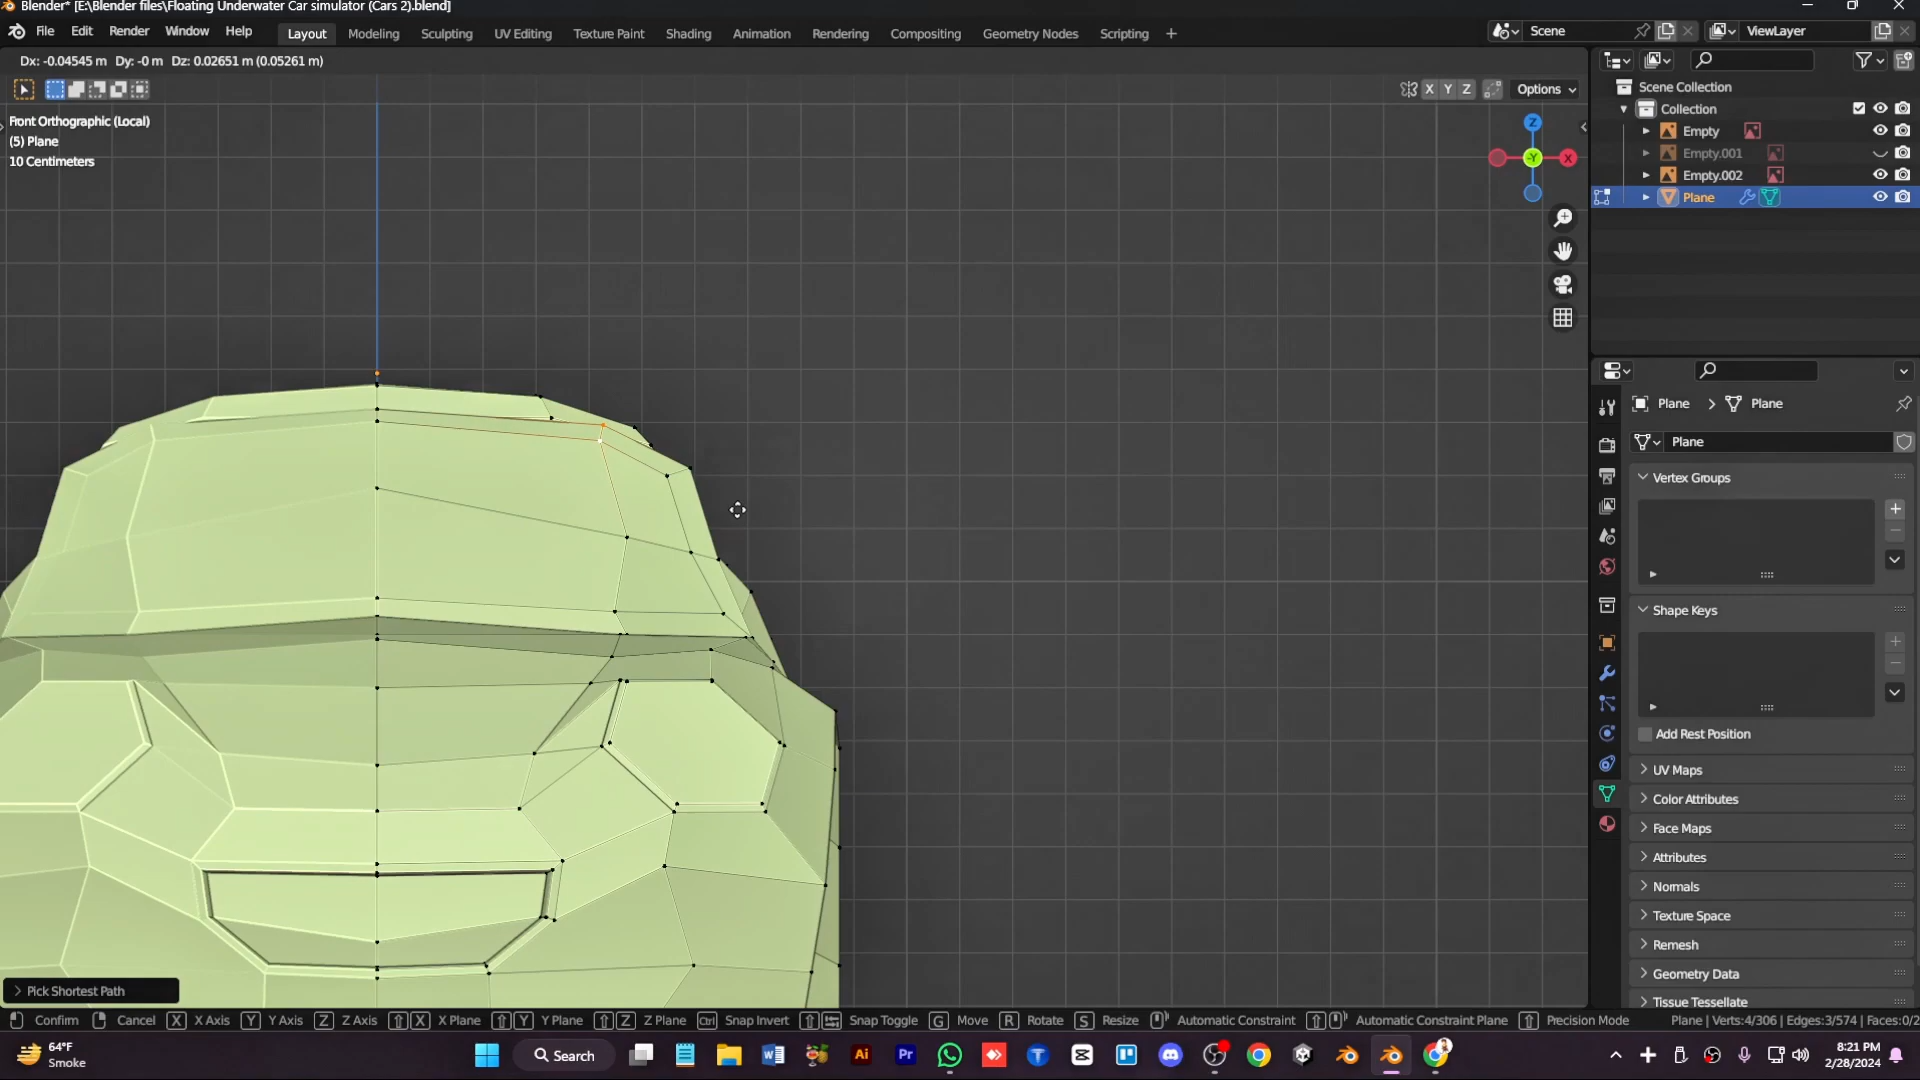 Blender* [E:\Blender files\Floating Underwater Car simulator (Cars 2).blend]
File Edit Render Window Help Layout Modeling Sculpting UV Editing Texture Paint Shading Animation Rendering Compositing Geometry Nodes Scripting + Scene ViewLayer
Dx: -0.04545 m Dy: -0 m Dz: 0.02651 m (0.05261 m)
X Y Z Options
Front Orthographic (Local)
(5) Plane
10 Centimeters
Z
-Y X
Scene Collection
Collection
Empty
Empty.001
Empty.002
Plane
Plane > Plane
Plane
Vertex Groups
Shape Keys
Add Rest Position
UV Maps
Color Attributes
Face Maps
Attributes
Normals
Texture Space
Remesh
Geometry Data
Tissue Tessellate
Pick Shortest Path
Confirm Cancel X X Axis Y Y Axis Z Z Axis X X Plane Y Y Plane Z Z Plane Ctrl Snap Invert Snap Toggle G Move R Rotate S Resize Automatic Constraint Automatic Constraint Plane Precision Mode Plane | Verts:4/306 | Edges:3/574 | Faces:0/2
64°F
Smoke
Search
Ai Pr
8:21 PM
2/28/2024